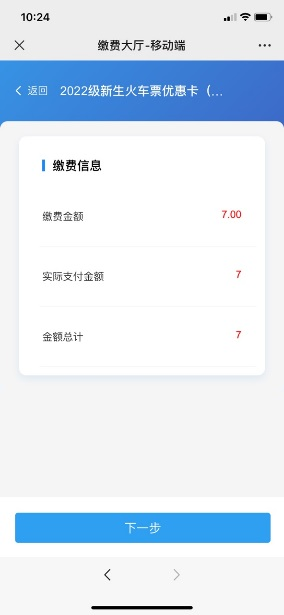 10:24
缴费大厅-移动端
返回 2022级新生火车票优惠卡（...
缴费信息
缴费金额 7.00
实际支付金额 7
金额总计 7
下一步